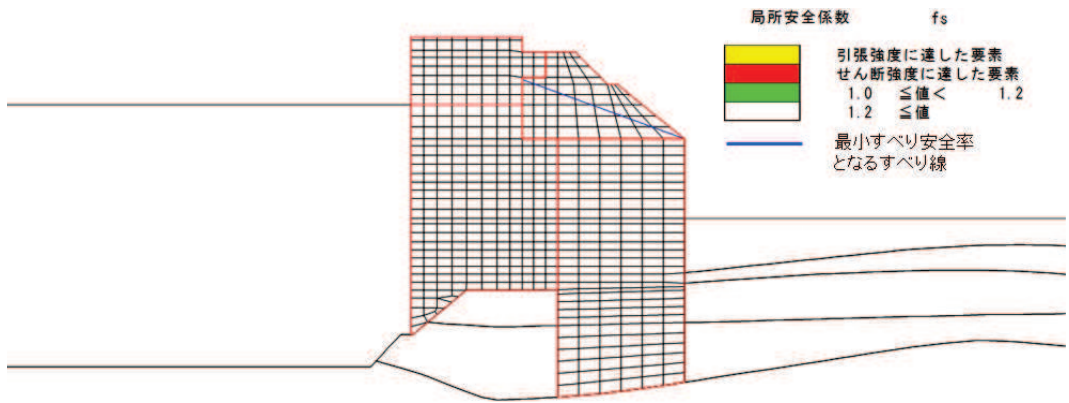 局所安全係数 fs
引張強度に達した要素
せん断強度に達した要素
1.0 ≦値< 1.2
1.2 ≦値
最小すべり安全率
となるすべり線